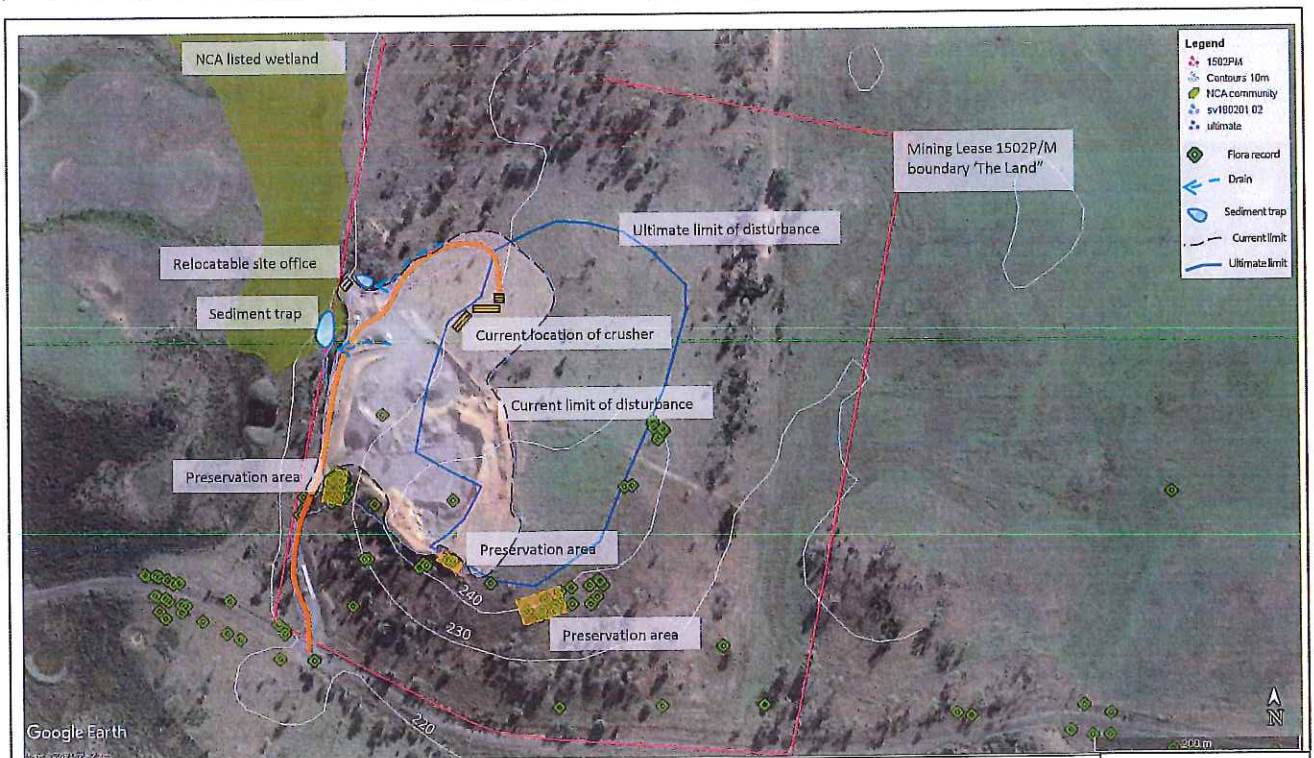 NCA listed wetland
Legend
1502PM
Contours 10m
NCA community
sv180201 02
ultimate
Flora record
Drain
Sediment trap
Current limit
Ultimate limit
Mining Lease 1502P/M
boundary 'The Land"
Ultimate limit of disturbance
Relocatable site office
Sediment trap
Current location of crusher
Current limit of disturbance
Preservation area
Preservation area
240
Preservation area
230
220
Google Earth
N
200 m